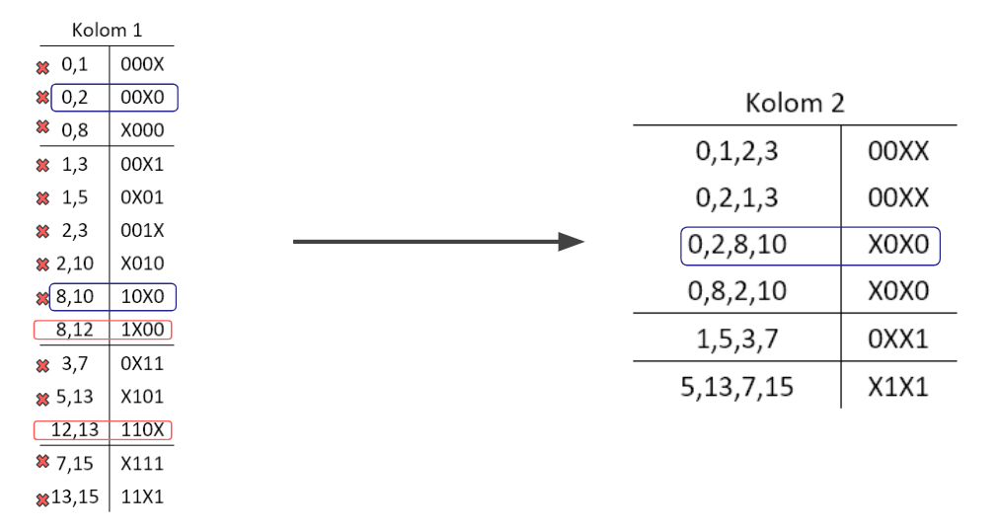 Kolom 1
0,1 000X
0,2 00X0
0,8 X000
1,3 00X1
1,5 0X01
2,3 001X
2,10 X010
8,10 10X0
8,12 1X00
3,7 0X11
5,13 X101
12,13 110X
7,15 X111
13,15 11X1
Kolom 2
0,1,2,3 00XX
0,2,1,3 00XX
0,2,8,10 X0X0
0,8,2,10 X0X0
1,5,3,7 0XX1
5,13,7,15 X1X1